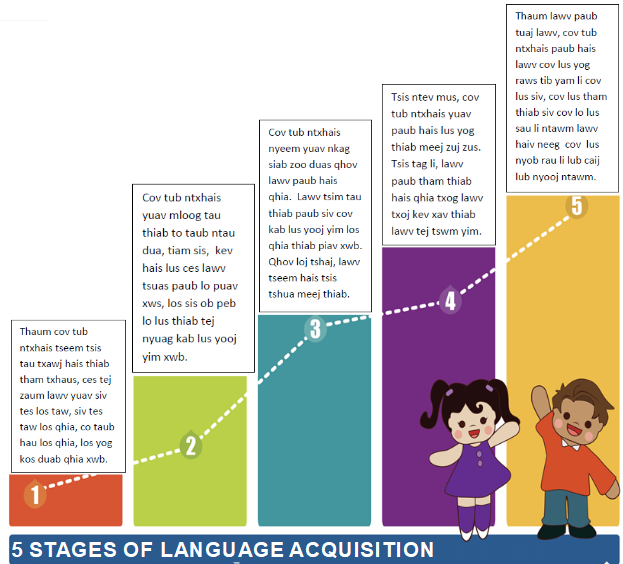 Thaum cov tub
ntxhais tseem tsis
tau txawj hais thiab
tham txhaus, ces tej
zaum lawv yuav siv
tes los taw, siv tes
taw los qhia, co taub
hau los qhia, los yog
kos duab qhia xwb.
1
Cov tub ntxhais
yuav mloog tau
thiab to taub ntau
dua, tiam sis, kev
hais lus ces lawv
tsuas paub lo puav
xws, los sis ob peb
lo lus thiab tej
nyuag kab lus yooj
yim xwb.
2
Cov tub ntxhais
nyeem yuaj nkag
siab zoo duas qhov
lawv paub hais
qhia. Lawv tsim tau
thiab paub siv cov
kab lus yooj yim los
qhia thiab piav xwb.
Qhov loj tshaj, lawv
tseem hais tsis
tshua meej thiab.
3
Tsis ntev mus, cov
tub ntxhais yuav
paub hais lus yog
thiab meej zuj zus.
Tsis tag li, lawv
paub tham thiab
hais qhia txog lawv
txoj kev xav thiab
lawv tej tswm yim.
4
Thaum lawv paub
tuaj lawv, cov tub
ntxhais paub hais
lawv cov lus yog
raws tib yam li cov
lus siv, cov lus tham
thiab siv cov lo lus
sau li ntawm lawv
haiv neeg cov lus
nyob rau li lub caij
lub nyooj ntawm.
5
5 STAGES OF LANGUAGE ACQUISITION